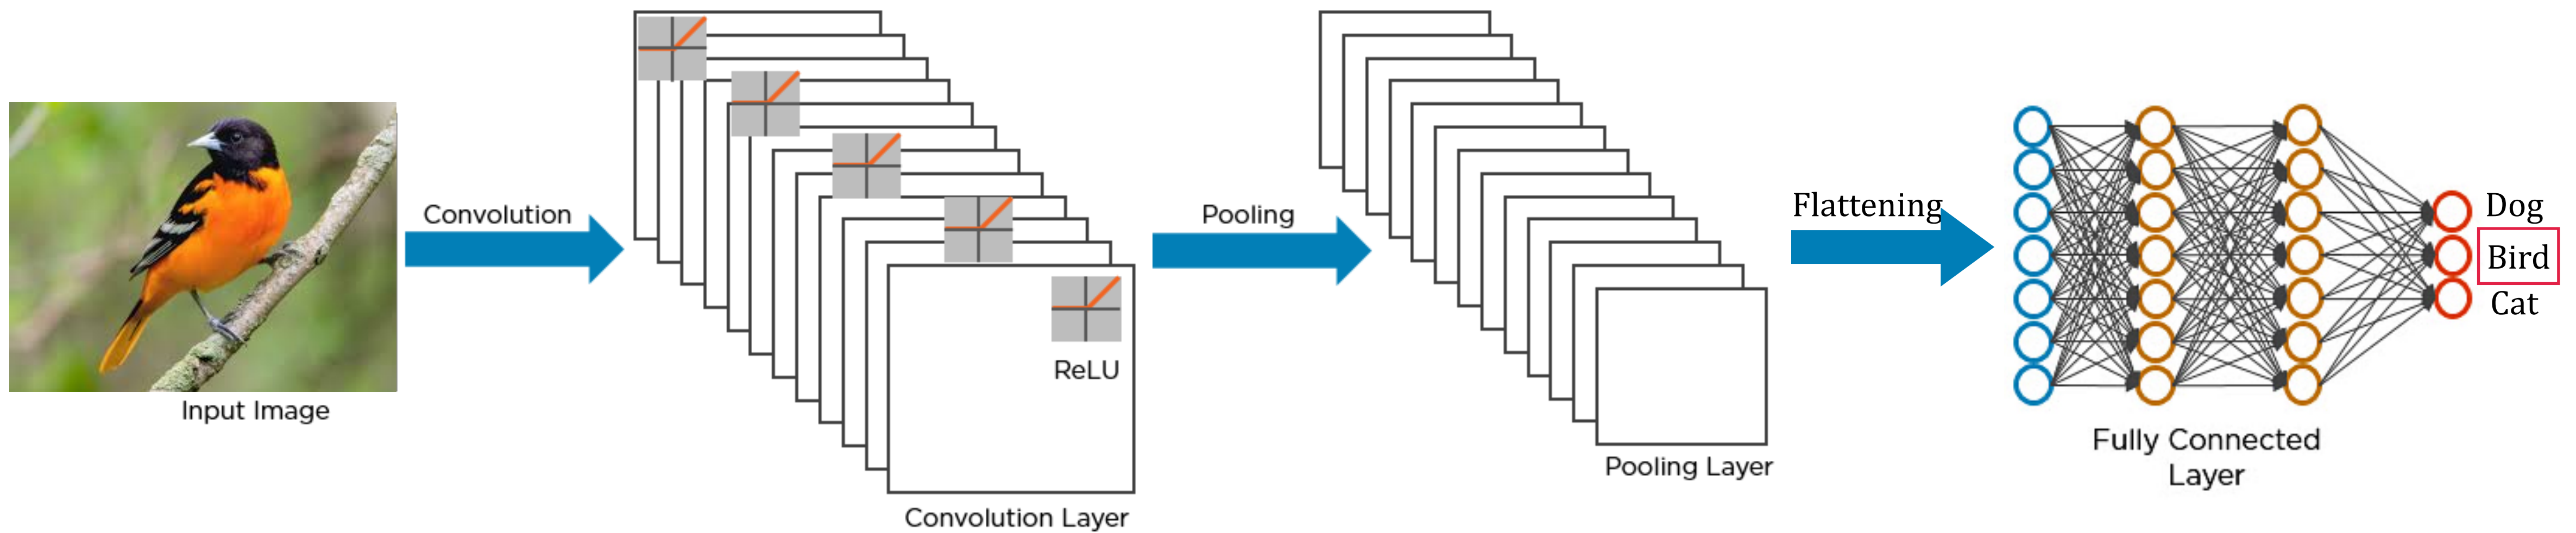 Input Image
Convolution
ReLU
Convolution Layer
Pooling
Pooling Layer
Flattening
Fully Connected
Layer
Dog
Bird
Cat